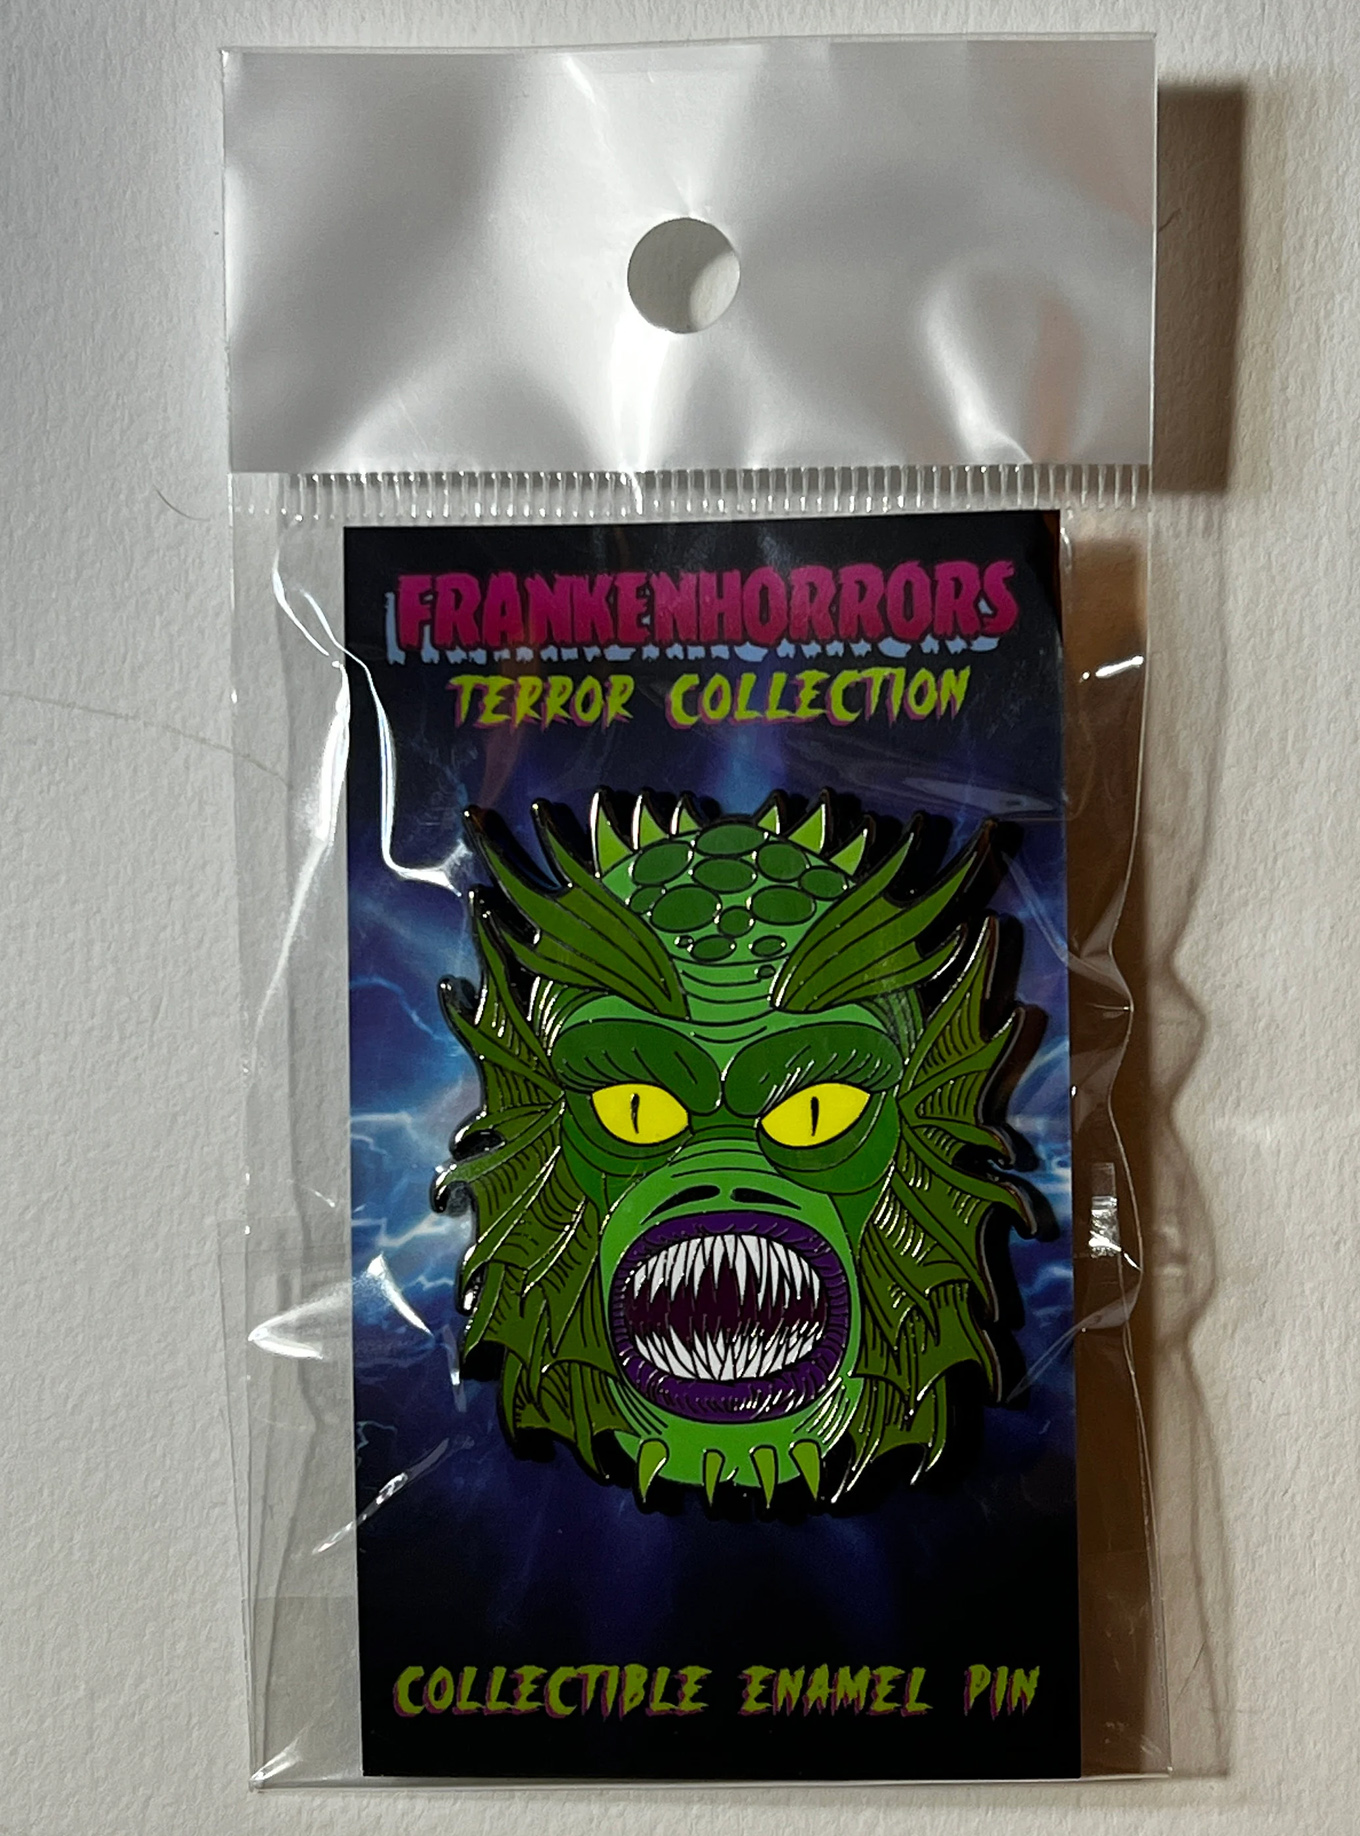 FRANKENHORRORS
TERROR COLLECTION
COLLECTIBLE ENAMEL PIN